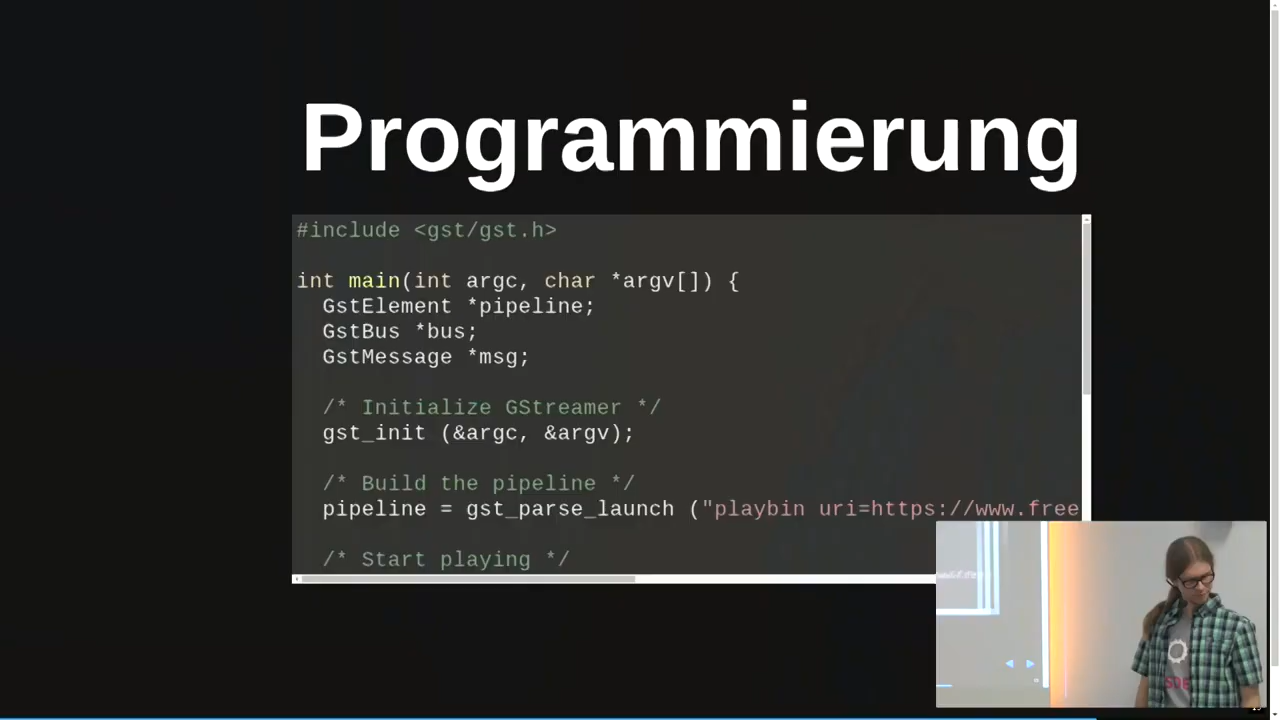 Programmierung
#include <gst/gst.h>
int main(int argc, char *argv[]) {
GstElement *pipeline;
GstBus *bus;
GstMessage *msg;
/* Initialize GStreamer */
gst_init (&argc, &argv);
/* Build the pipeline */
pipeline = gst_parse_launch ("playbin uri=https://www.free
/* Start playing */